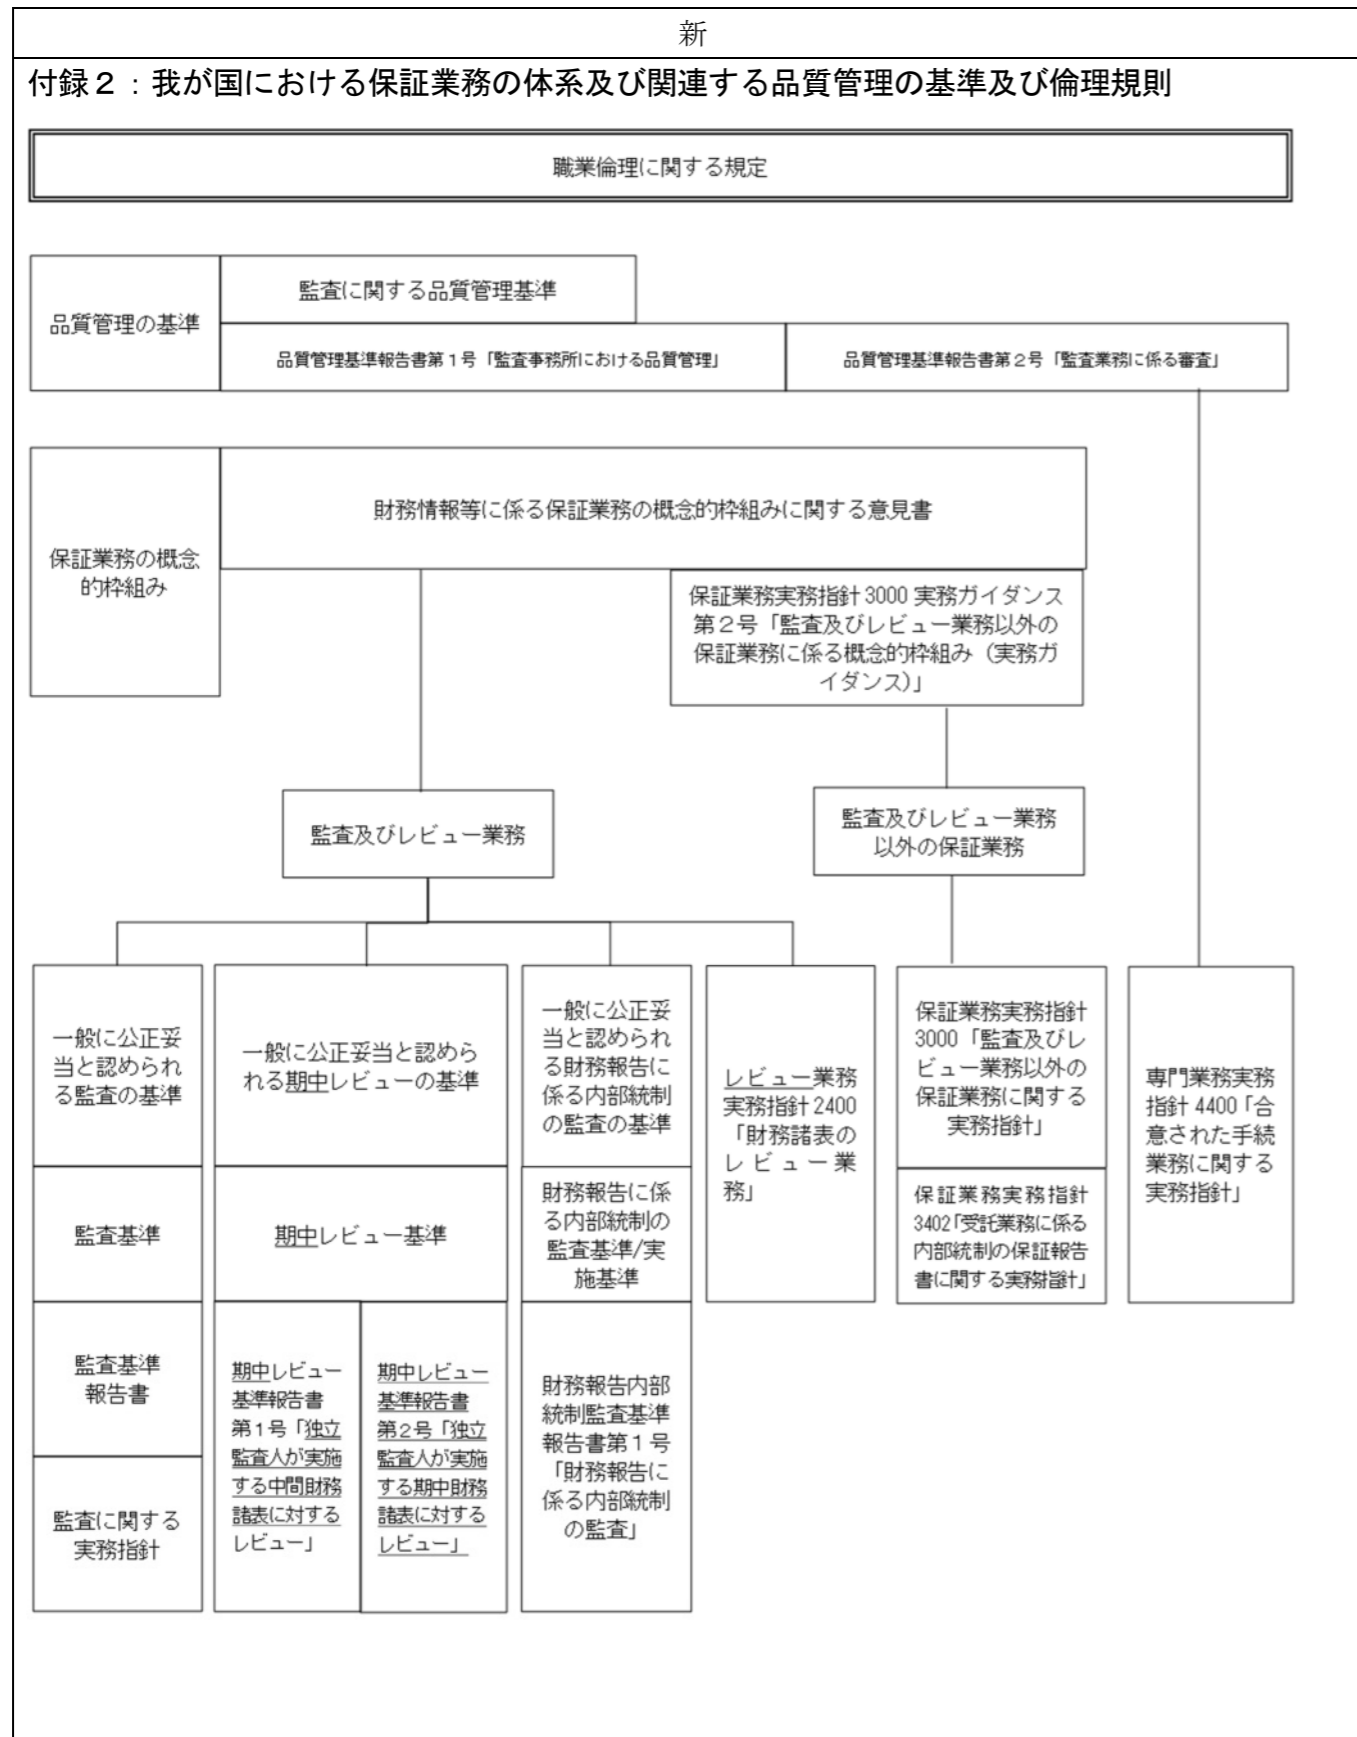 新
付録２：我が国における保証業務の体系及び関連する品質管理の基準及び倫理規則
職業倫理に関する規定
品質管理の基準
監査に関する品質管理基準
品質管理基準報告書第１号「監査事務所における品質管理」
品質管理基準報告書第２号「監査業務に係る審査」
保証業務の概念
的枠組み
財務情報等に係る保証業務の概念的枠組みに関する意見書
保証業務実務指針3000 実務ガイダンス
第２号「監査及びレビュー業務以外の
保証業務に係る概念的枠組み（実務ガ
イダンス）」
監査及びレビュー業務
監査及びレビュー業務
以外の保証業務
一般に公正妥
当と認められ
る監査の基準
監査基準
監査基準
報告書
監査に関する
実務指針
一般に公正妥当と認めら
れる期中レビューの基準
期中レビュー基準
期中レビュー
基準報告書
第１号「独立
監査人が実施
する中間財務
諸表に対する
レビュー」
期中レビュー
基準報告書
第２号「独立
監査人が実施
する期中財務
諸表に対する
レビュー」
一般に公正妥
当と認められ
る財務報告に
係る内部統制
の監査の基準
財務報告に係
る内部統制の
監査基準/実
施基準
財務報告内部
統制監査基準
報告書第１号
「財務報告に
係る内部統制
の監査」
レビュー業務
実務指針2400
「財務諸表の
レビュー業
務」
保証業務実務指針
3000「監査及びレ
ビュー業務以外の
保証業務に関する
実務指針」
保証業務実務指針
3402「受託業務に係る
内部統制の保証報告
書に関する実務指針」
専門業務実務
指針 4400「合
意された手続
業務に関する
実務指針」